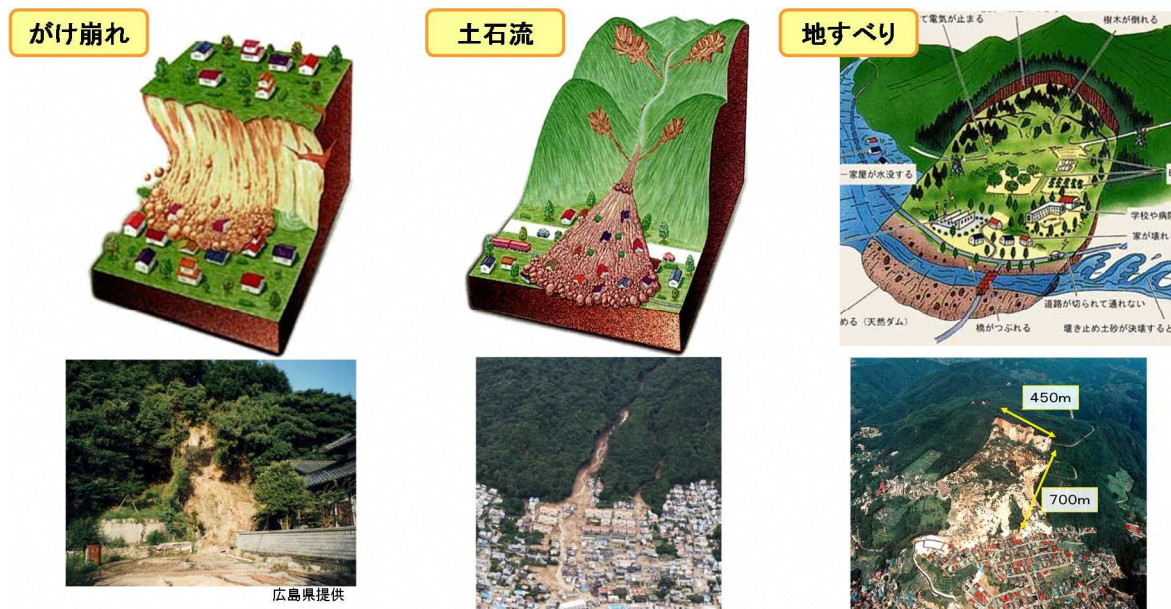 がけ崩れ
土石流
地すべり
て電気が止まる
樹木が倒れる
家屋が水没する
学校や病院
家が壊れ
道路が切られて通れない
める（天然ダム）
橋がつぶれる
堰き止め土砂が決壊すると
450m
700m
広島県提供